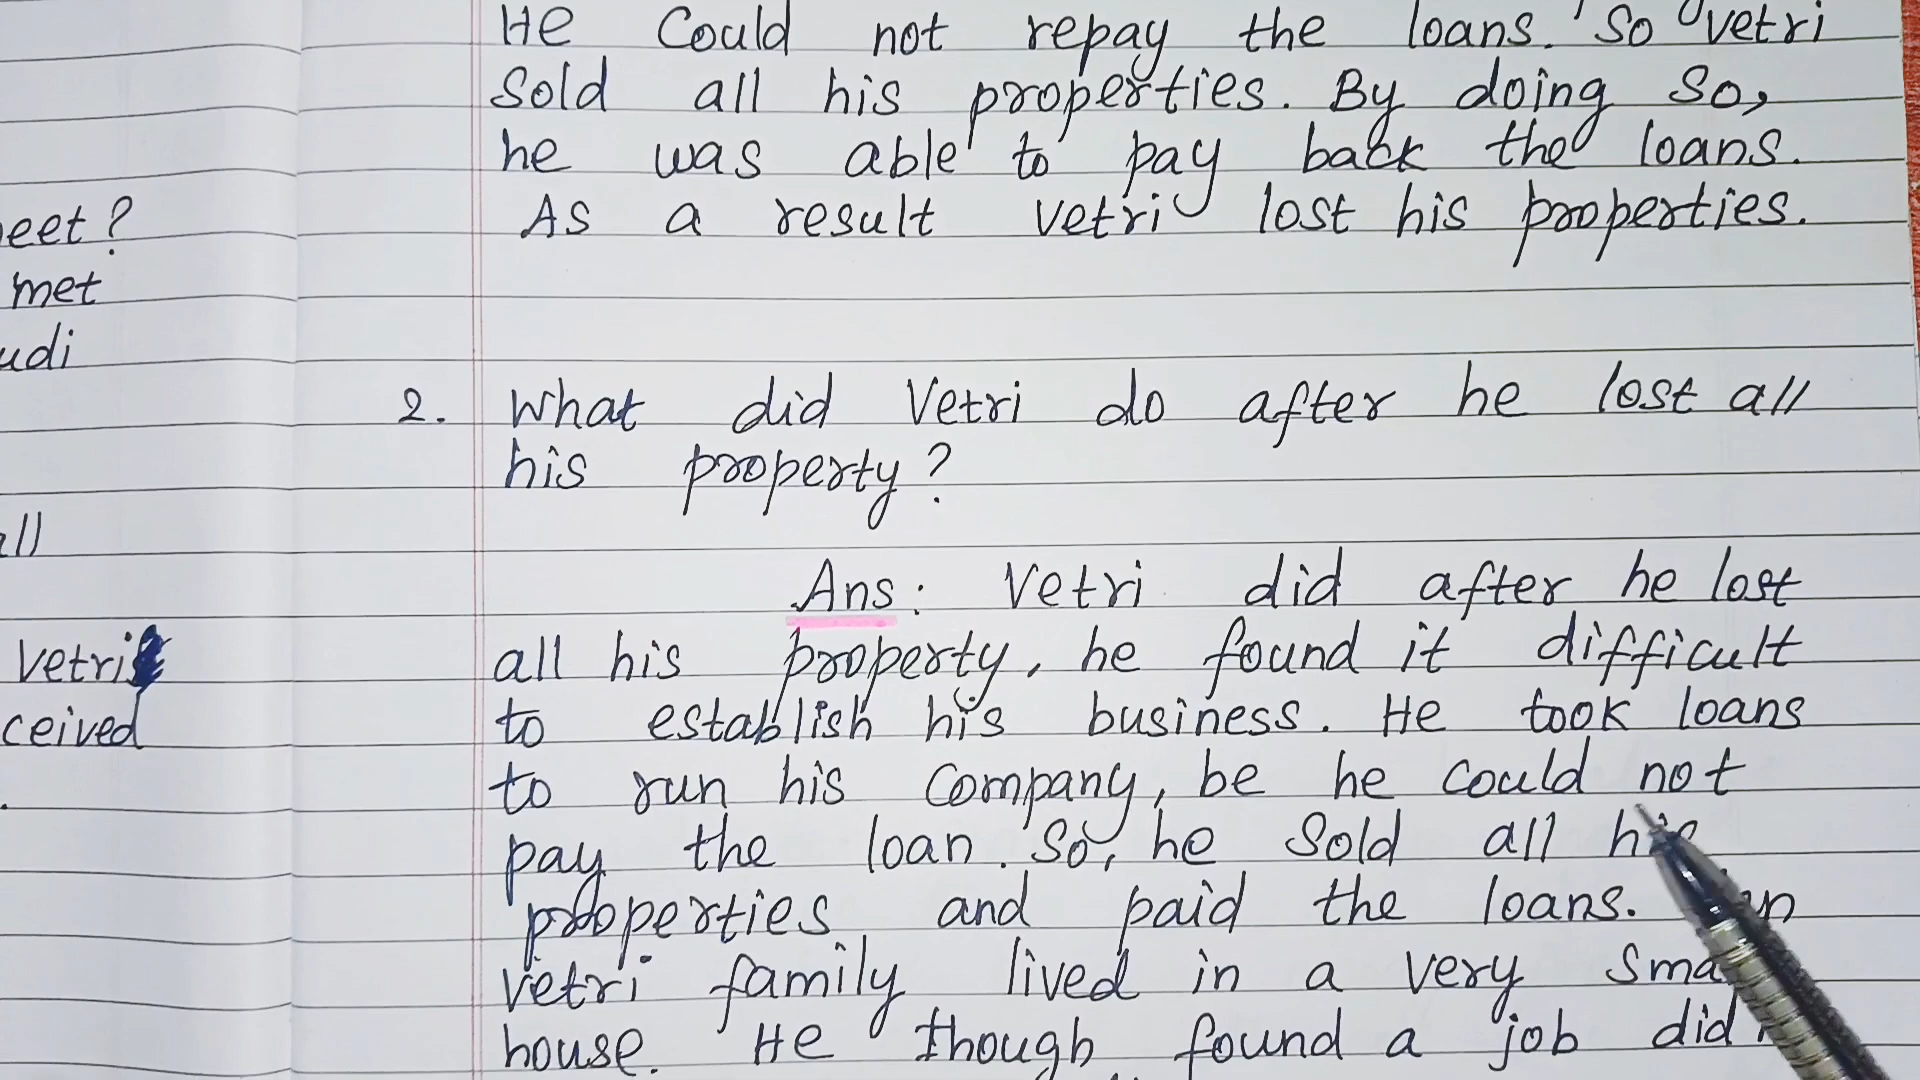 eet?
met
udi
ll
Vetri
ceived
He Could not repay the loans. So Vetri
Sold all his properties. By doing So,
he was able to pay back the loans.
As a result Vetri lost his properties.
2. What did Vetri do after he lost all
his property?
Ans: Vetri did after he lost
all his property, he found it difficult
to establish his business. He took loans
to run his Company, be he Could not
pay the loan. So, he Sold all his
properties and paid the loans.
Vetri family lived in a very
house. He though found a job did